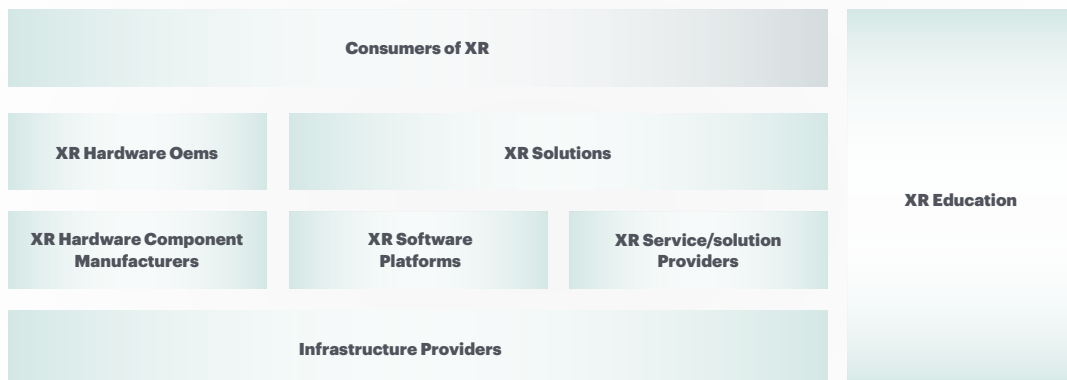 Consumers of XR
XR Hardware Oems
XR Solutions
XR Education
XR Hardware Component
Manufacturers
XR Software
Platforms
XR Service/solution
Providers
Infrastructure Providers